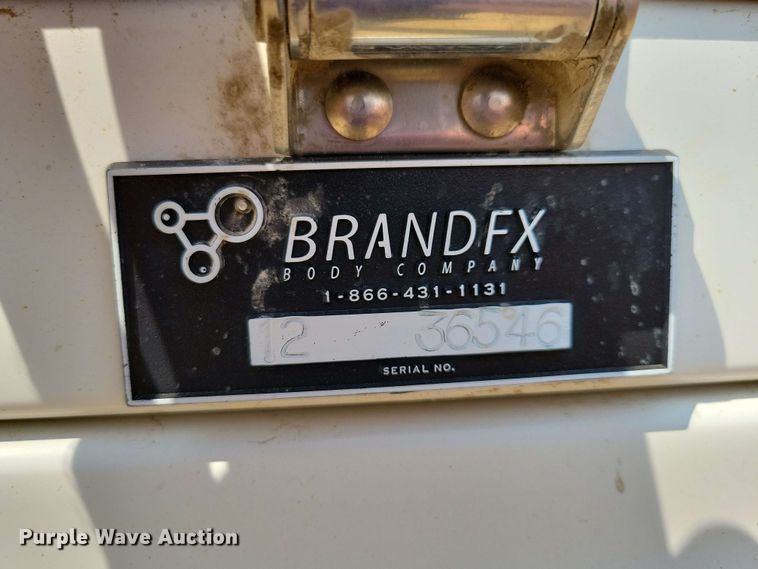 BRANDFX
BODY COMPANY
1-866-431-1131
12 36546
SERIAL NO.
Purple Wave Auction